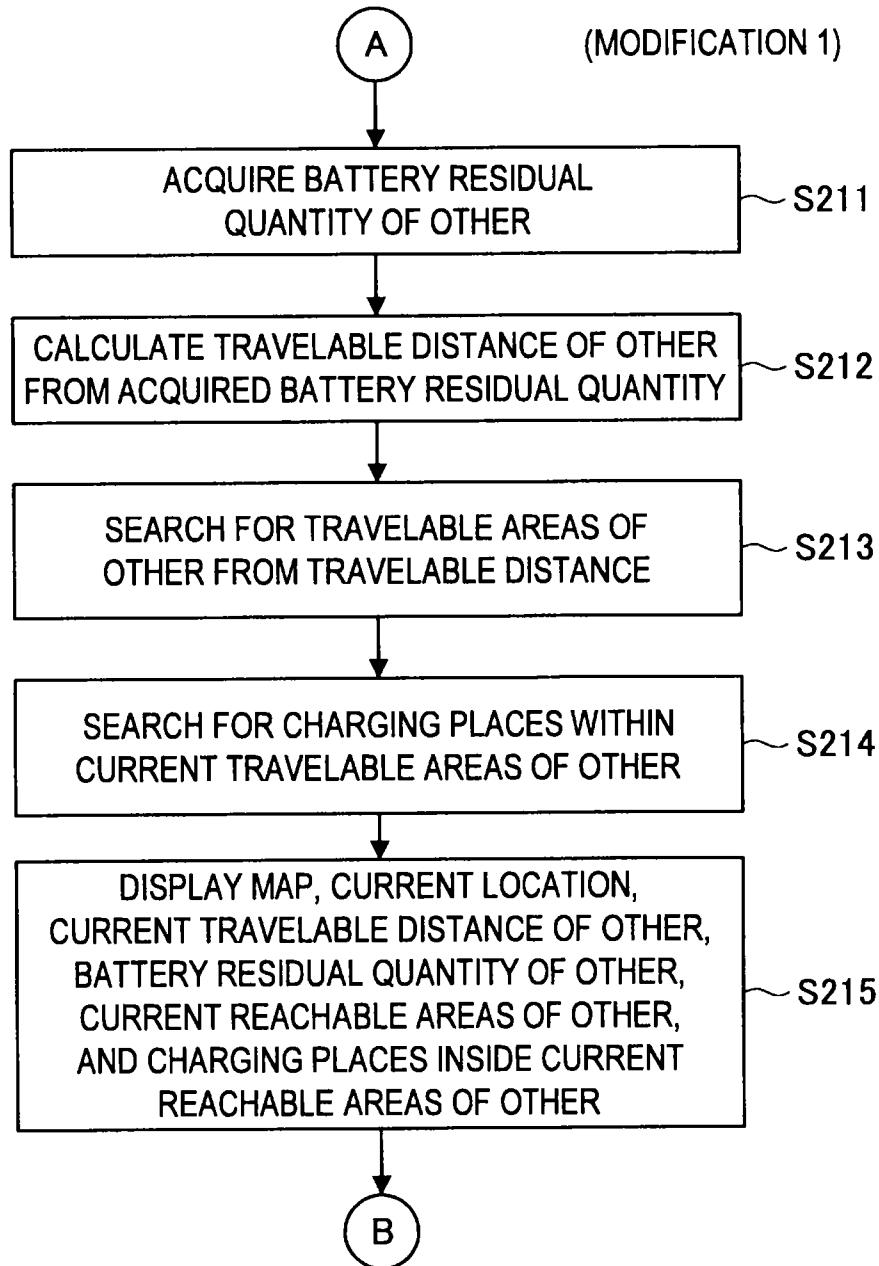 A
(MODIFICATION 1)
ACQUIRE BATTERY RESIDUAL
QUANTITY OF OTHER
S211
CALCULATE TRAVELABLE DISTANCE OF OTHER
FROM ACQUIRED BATTERY RESIDUAL QUANTITY
S212
SEARCH FOR TRAVELABLE AREAS OF
OTHER FROM TRAVELABLE DISTANCE
S213
SEARCH FOR CHARGING PLACES WITHIN
CURRENT TRAVELABLE AREAS OF OTHER
S214
DISPLAY MAP, CURRENT LOCATION,
CURRENT TRAVELABLE DISTANCE OF OTHER,
BATTERY RESIDUAL QUANTITY OF OTHER,
CURRENT REACHABLE AREAS OF OTHER,
AND CHARGING PLACES INSIDE CURRENT
REACHABLE AREAS OF OTHER
S215
B